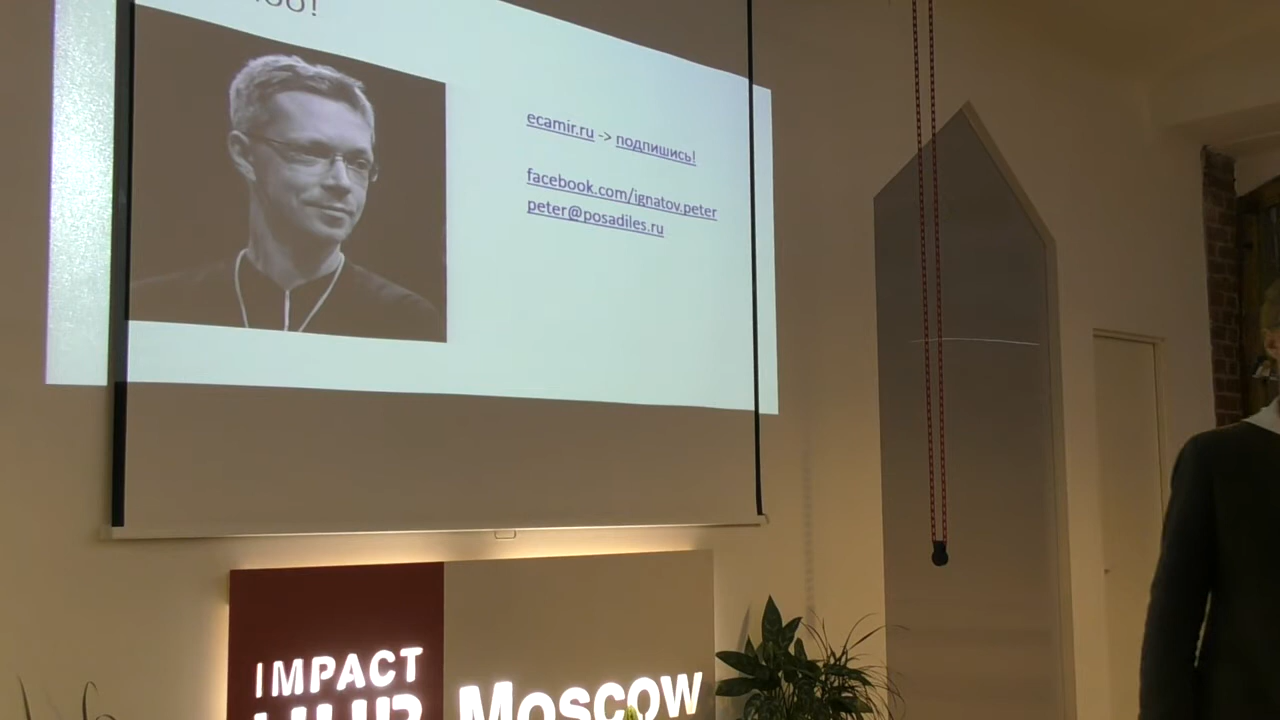 ecamir.ru -> подпишись!
facebook.com/ignatov.peter
peter@posadiles.ru
IMPACT
Moscow